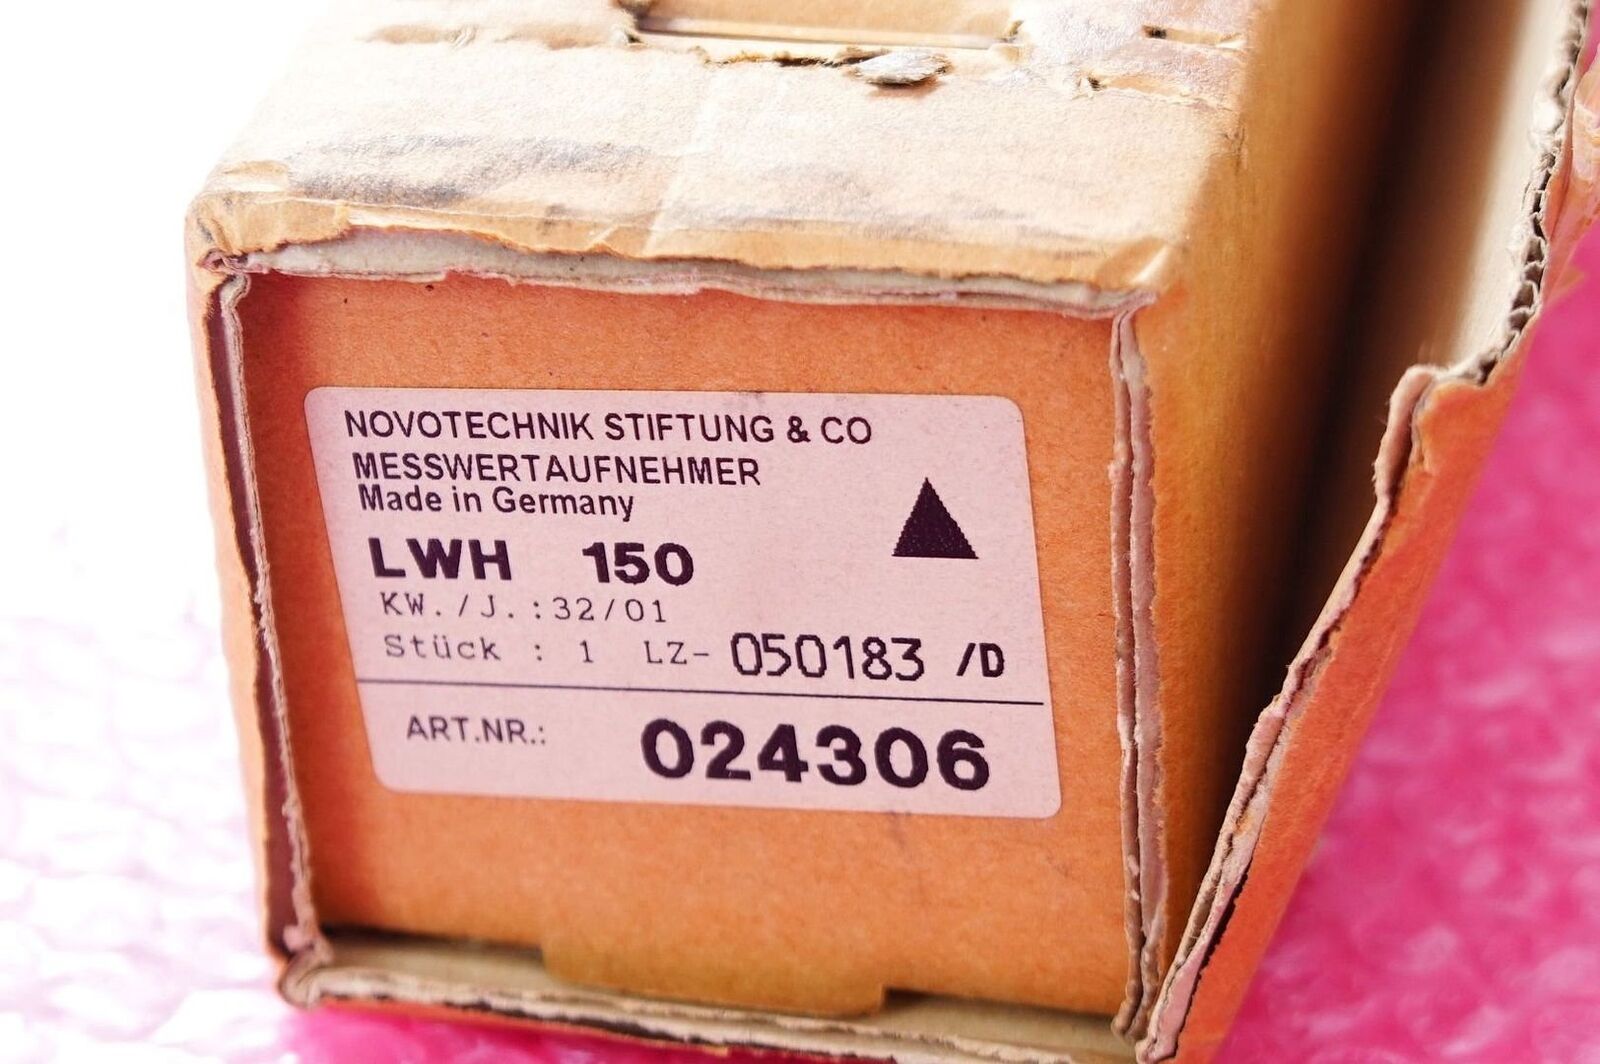 NOVOTECHNIK STIFTUNG & CO
MESSWERTAUFNEHMER
Made in Germany
LWH 150
KW./J.:32/01
Stück : 1 LZ- 050183 /D
ART.NR.: 024306